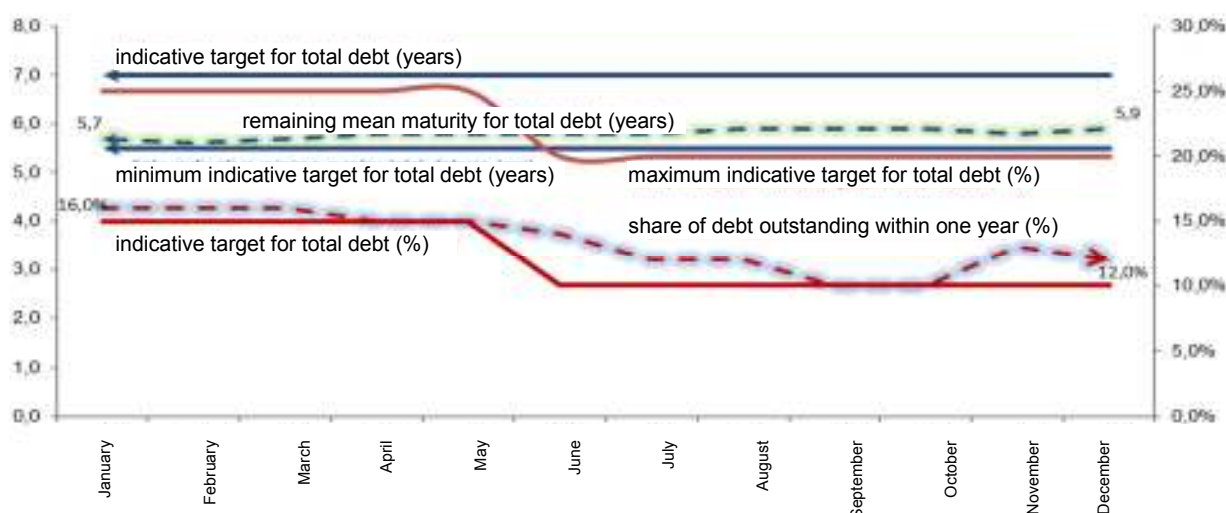 8,0
30,0%
indicative target for total debt (years)
7,0
25,0%
6,0
5,7
remaining mean maturity for total debt (years)
5,9
5,0
20,0%
minimum indicative target for total debt (years)
maximum indicative target for total debt (%)
4,0
16,0%
share of debt outstanding within one year (%)
15,0%
indicative target for total debt (%)
3,0
12,0%
10,0%
2,0
1,0
5,0%
0,0
0,0%
January
February
March
April
May
June
July
August
September
October
November
December